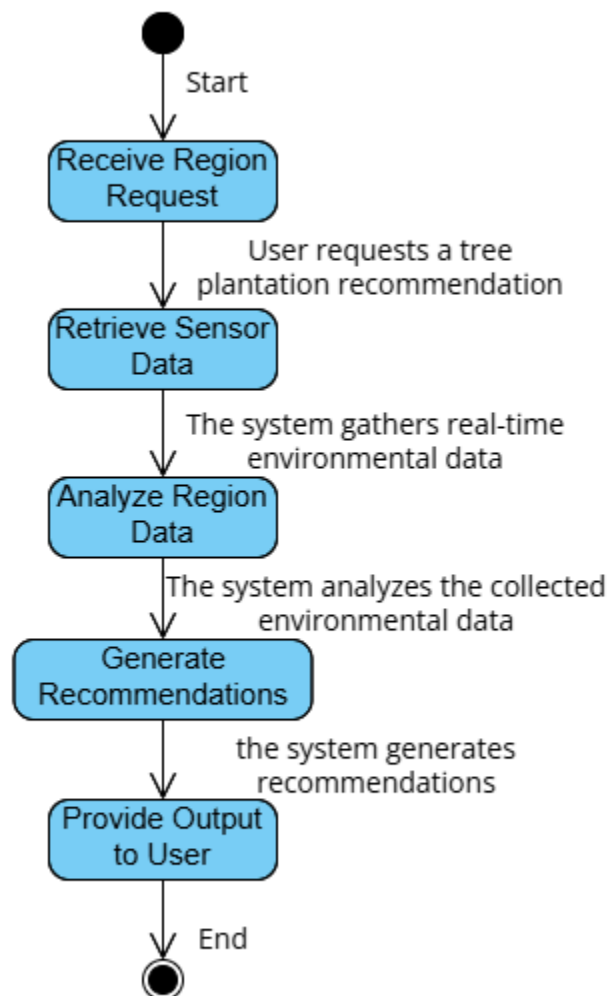 Start
Receive Region
Request
User requests a tree
plantation recommendation
Retrieve Sensor
Data
The system gathers real-time
environmental data
Analyze Region
Data
The system analyzes the collected
environmental data
Generate
Recommendations
the system generates
recommendations
Provide Output
to User
End